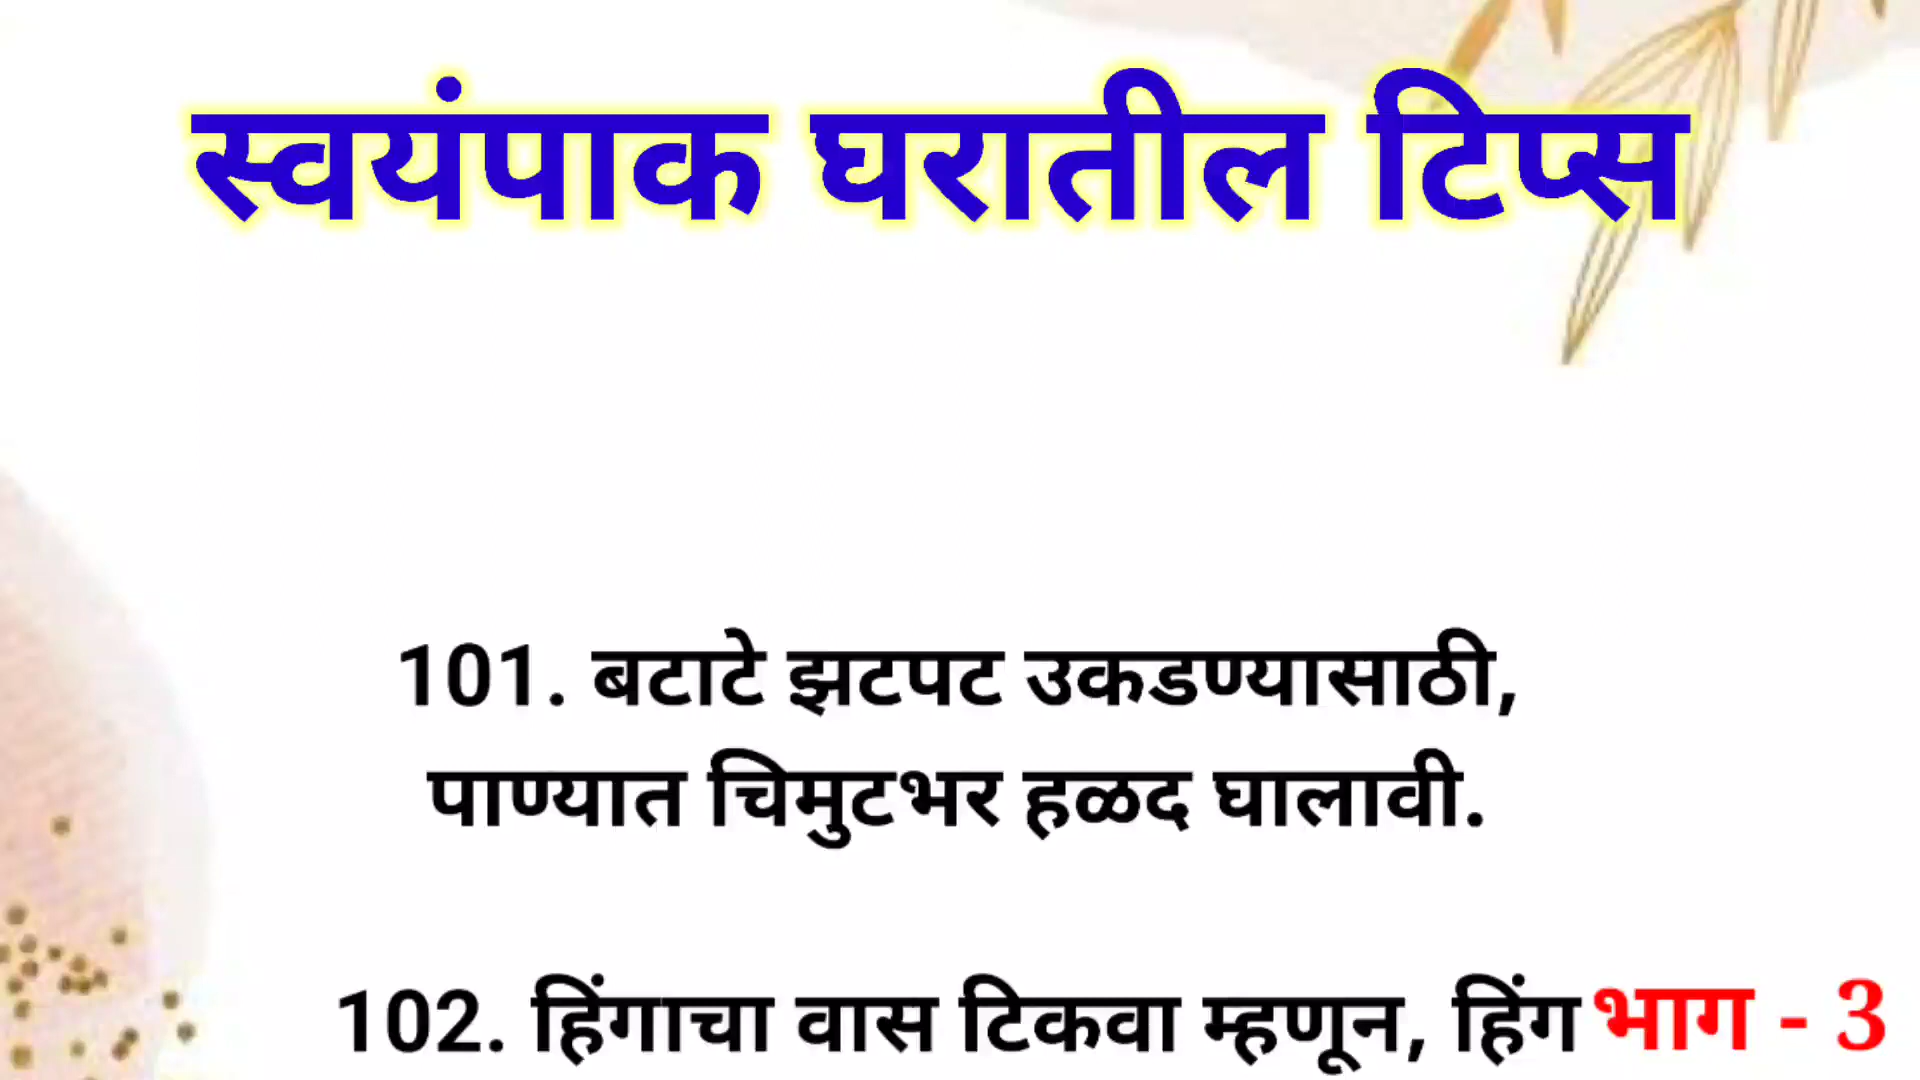 स्वयंपाक घरातील टिप्स
101. बटाटे झटपट उकडण्यासाठी,
पाण्यात चिमुटभर हळद घालावी.
102. हिंगाचा वास टिकवा म्हणून, हिंग
भाग - 3